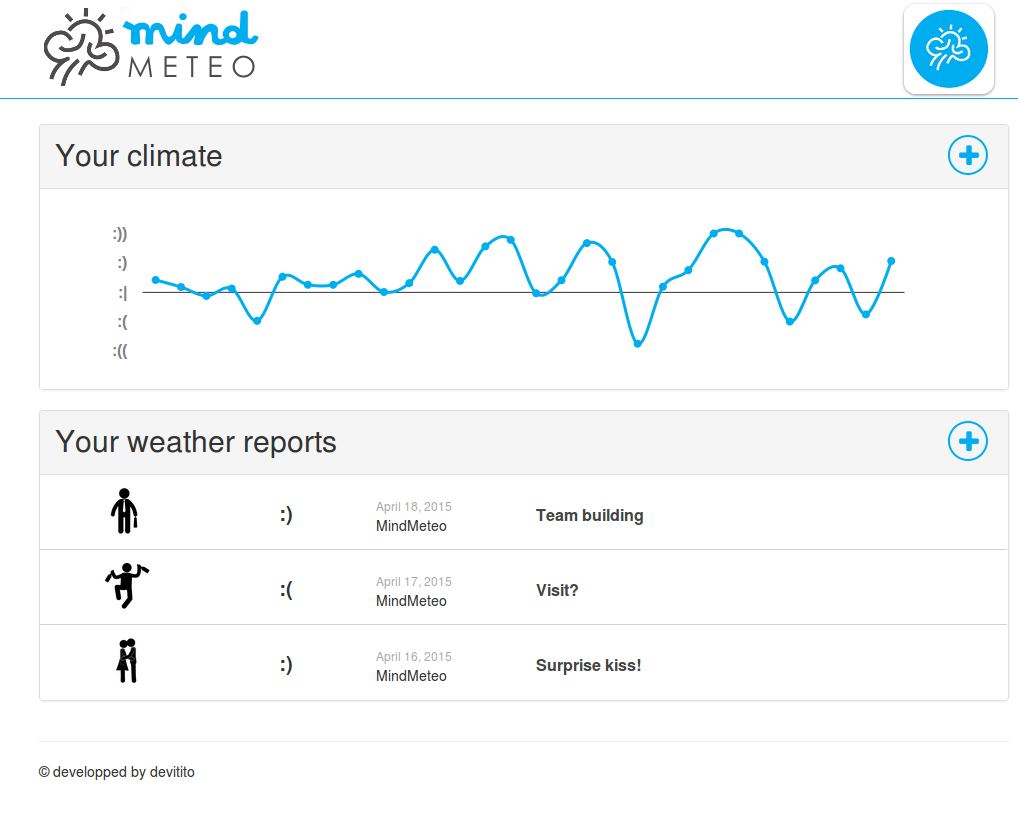 mind
METEO
Your climate
:))
:)
:|
:(
:((
Your weather reports
:)
April 18, 2015
MindMeteo
Team building
:(
April 17, 2015
MindMeteo
Visit?
:)
April 16, 2015
MindMeteo
Surprise kiss!
© developped by devitito